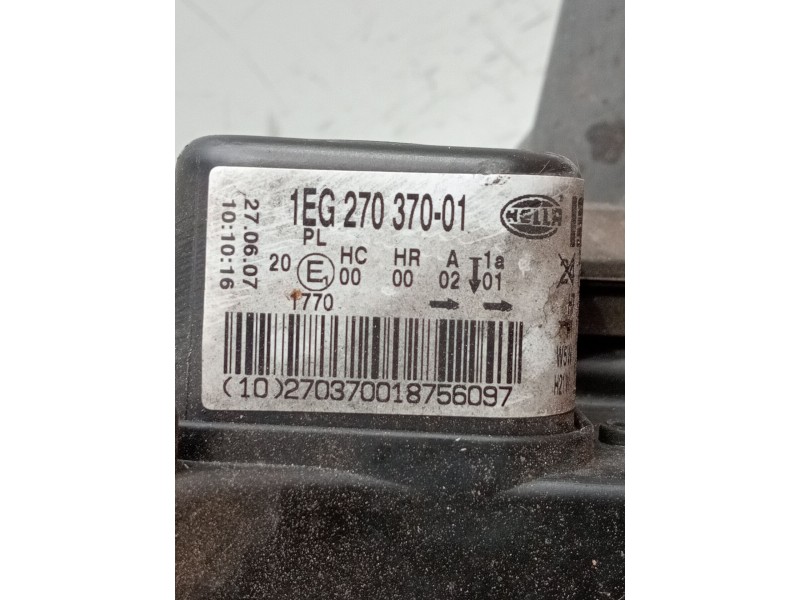 27.06.07
10:10:16
1EG 270 370-01
HELLA
PL
20 E1 HC HR A 1a
00 00 02 01
1770
W5W
(10)270370018756097